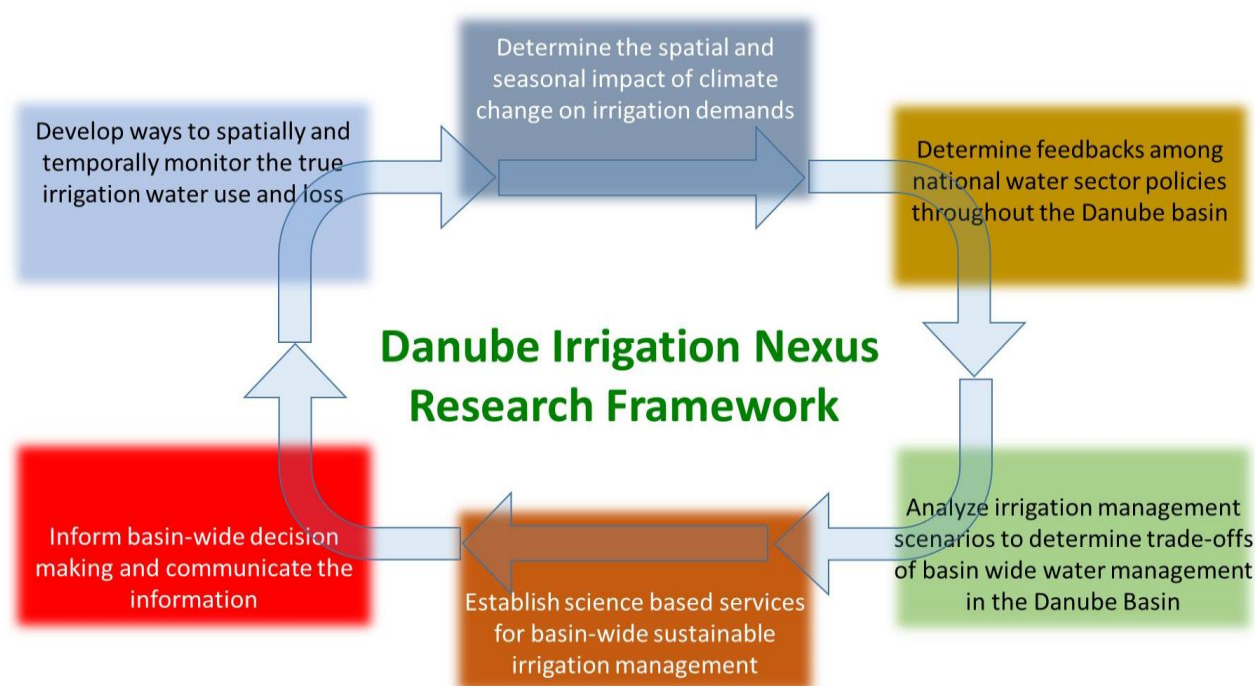 Determine the spatial and
seasonal impact of climate
change on irrigation demands
Develop ways to spatially and
temporally monitor the true
irrigation water use and loss
Determine feedbacks among
national water sector policies
throughout the Danube basin
Danube Irrigation Nexus
Research Framework
Analyze irrigation management
scenarios to determine trade-offs
of basin wide water management
in the Danube Basin
Inform basin-wide decision
making and communicate the
information
Establish science based services
for basin-wide sustainable
irrigation management